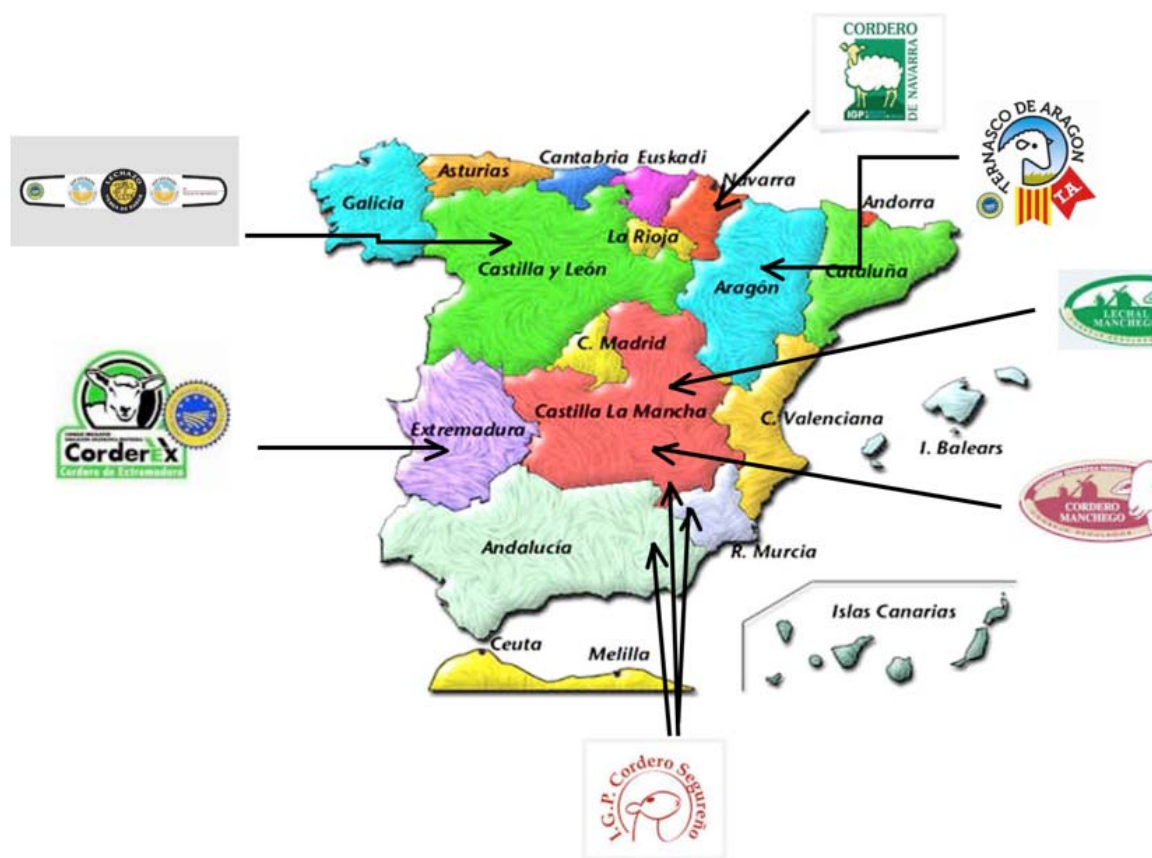 CORDERO
DE NAVARRA
IGP
TERNASCO DE ARAGON
T.A.
LECHAZO
Cantabria Euskadi
Asturias
Navarra
Galicia
Andorra
La Rioja
Castilla y León
Aragón
Cataluña
LECHAL
MANCHEGO
C. Madrid
Castilla La Mancha
C. Valenciana
Extremadura
I. Balears
CorderEx
Cordero de Extremadura
CORDERO
MANCHEGO
Andalucía
R. Murcia
Islas Canarias
Ceuta
Melilla
I.G.P. Cordero Segureño